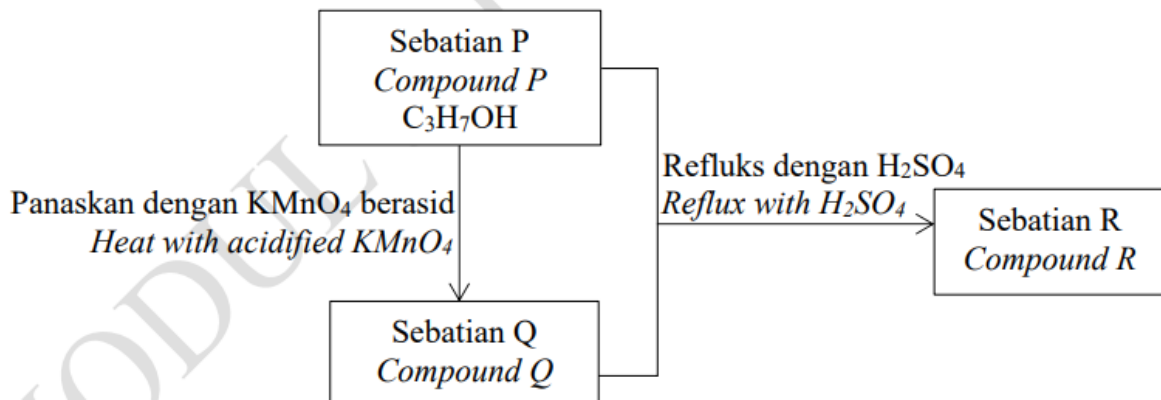 Sebatian P
Compound P
C₃H₇OH
Panaskan dengan KMnO₄ berasid
Heat with acidified KMnO₄
Refluks dengan H₂SO₄
Reflux with H₂SO₄
Sebatian R
Compound R
Sebatian Q
Compound Q
MODUL